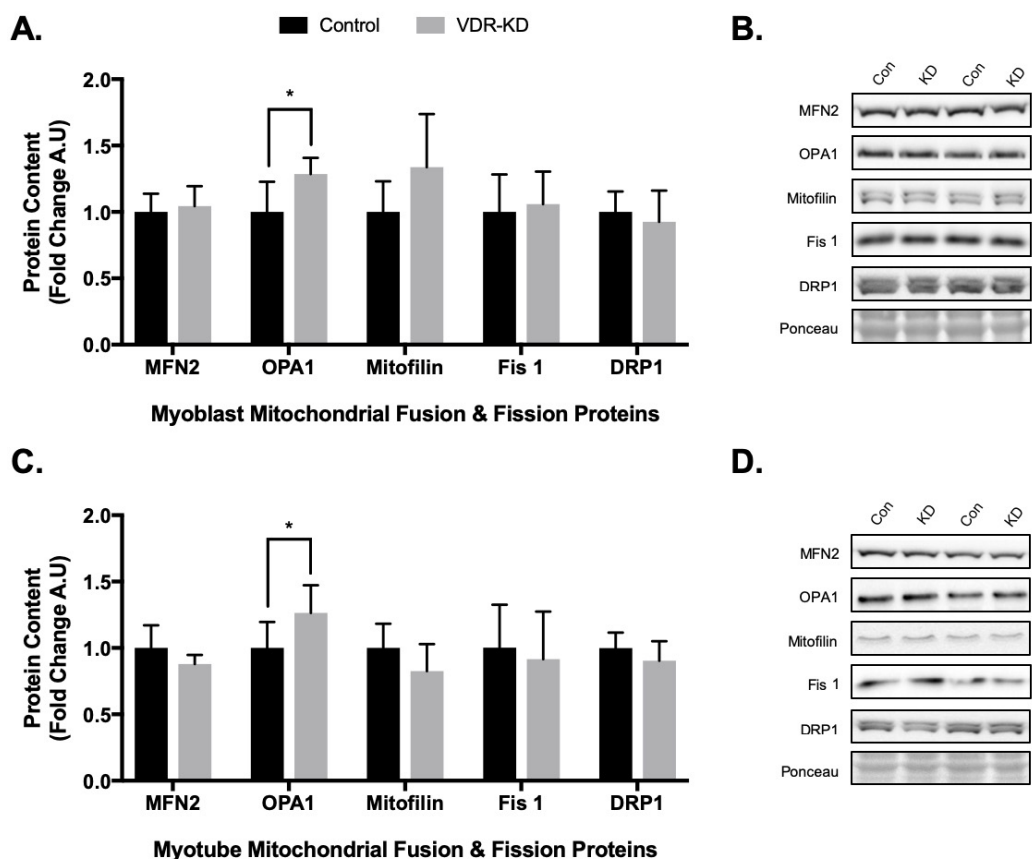 A.
Control VDR-KD
Protein Content
(Fold Change A.U)
2.0
1.5
1.0
0.5
0.0
*
MFN2 OPA1 Mitofilin Fis 1 DRP1
Myoblast Mitochondrial Fusion & Fission Proteins
B.
Con KD Con KD
MFN2
OPA1
Mitofilin
Fis 1
DRP1
Ponceau
C.
Protein Content
(Fold Change A.U)
2.0
1.5
1.0
0.5
0.0
*
MFN2 OPA1 Mitofilin Fis 1 DRP1
Myotube Mitochondrial Fusion & Fission Proteins
D.
Con KD Con KD
MFN2
OPA1
Mitofilin
Fis 1
DRP1
Ponceau